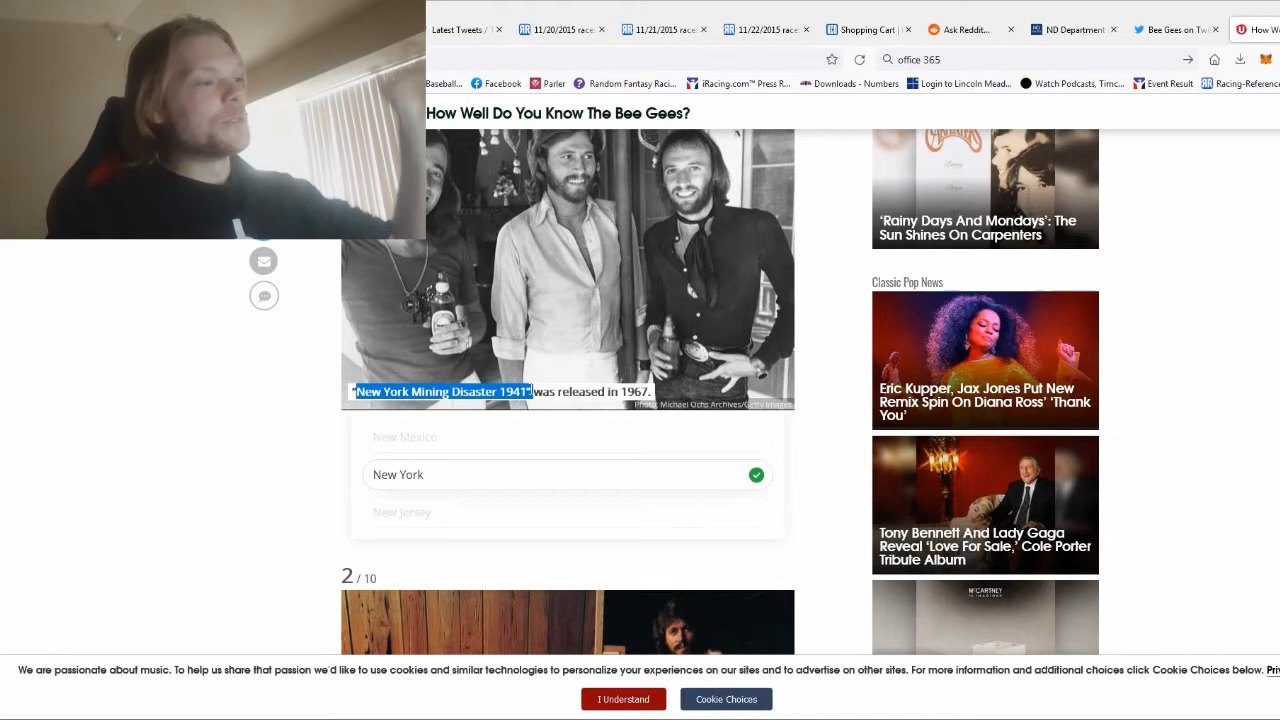 Latest Tweets / T
11/20/2015 race:
11/21/2015 race:
11/22/2015 race:
Shopping Cart |
Ask Reddit...
ND Department
Bee Gees on Tw
How We
office 365
Baseball...
Facebook
Parler
Random Fantasy Raci...
iRacing.com™ Press R...
Downloads - Numbers
Login to Lincoln Mead...
Watch Podcasts, Timc...
Event Result
Racing-Reference
How Well Do You Know The Bee Gees?
"New York Mining Disaster 1941" was released in 1967.
Photo: Michael Ochs Archives/Getty Images
New Mexico
New York
New Jersey
2 / 10
CARPENTERS
'Rainy Days And Mondays': The
Sun Shines On Carpenters
Classic Pop News
Eric Kupper, Jax Jones Put New
Remix Spin On Diana Ross' 'Thank
You'
Tony Bennett And Lady Gaga
Reveal 'Love For Sale,' Cole Porter
Tribute Album
McCARTNEY
We are passionate about music. To help us share that passion we'd like to use cookies and similar technologies to personalize your experiences on our sites and to advertise on other sites. For more information and additional choices click Cookie Choices below. Pri
I Understand
Cookie Choices